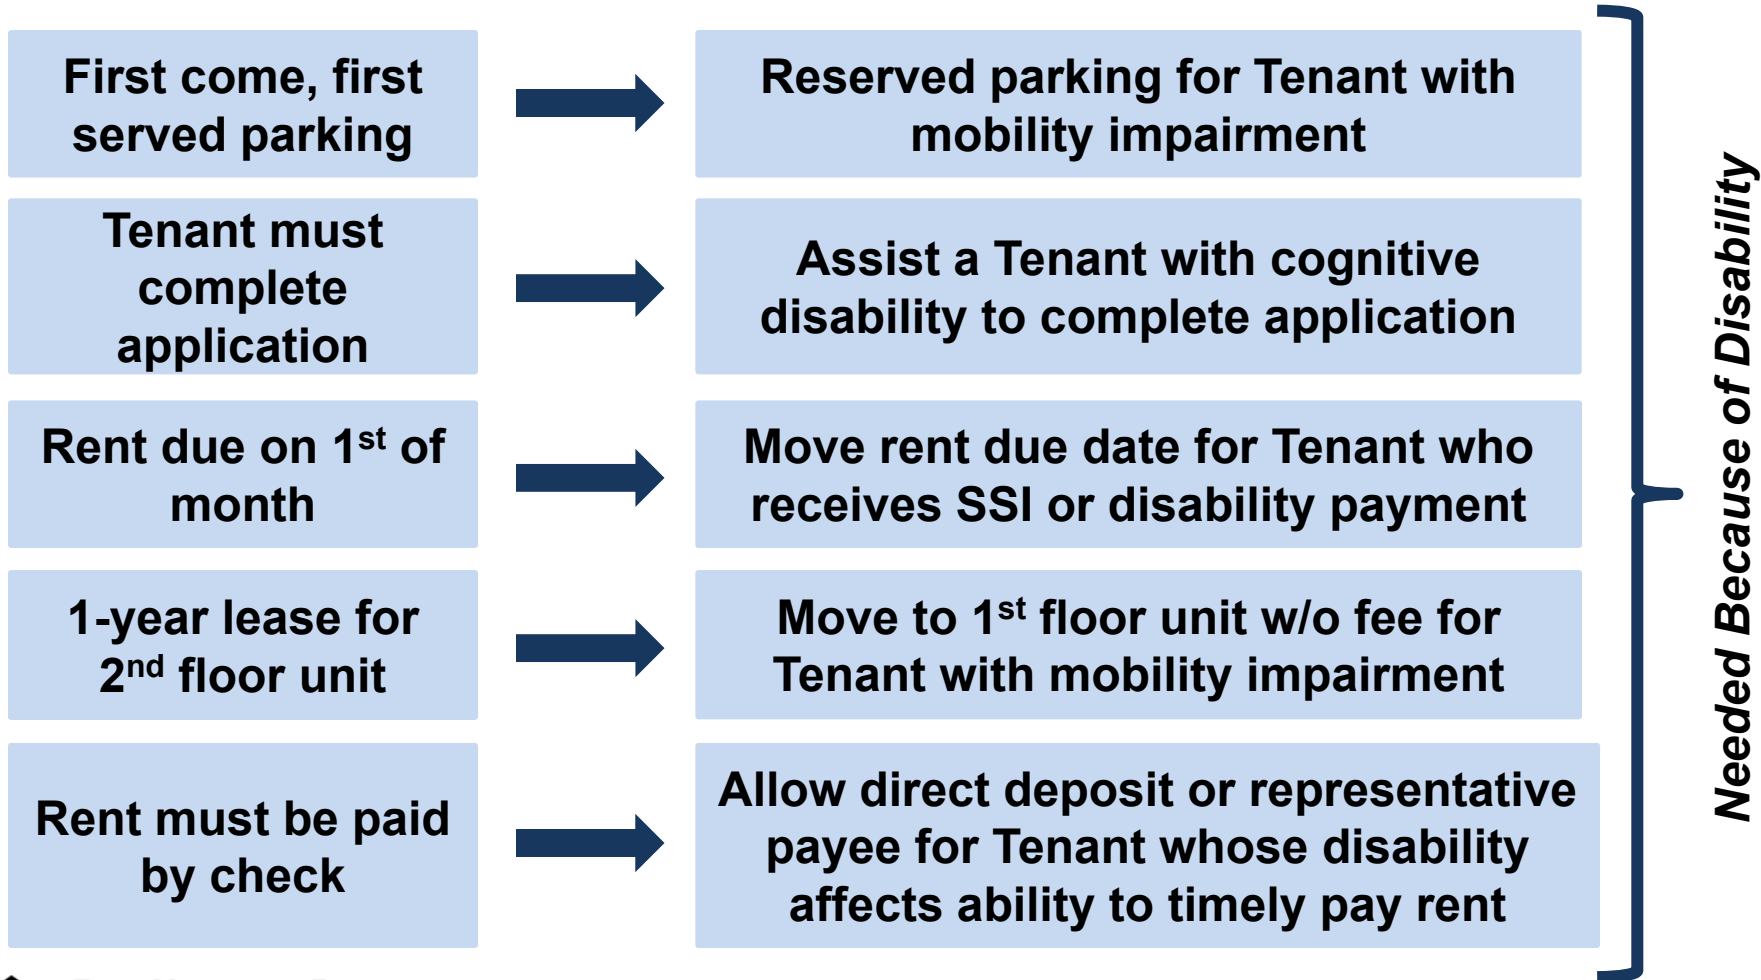 First come, first
served parking
Reserved parking for Tenant with
mobility impairment
Tenant must
complete
application
Assist a Tenant with cognitive
disability to complete application
Rent due on 1st of
month
Move rent due date for Tenant who
receives SSI or disability payment
1-year lease for
2nd floor unit
Move to 1st floor unit w/o fee for
Tenant with mobility impairment
Rent must be paid
by check
Allow direct deposit or representative
payee for Tenant whose disability
affects ability to timely pay rent
Needed Because of Disability